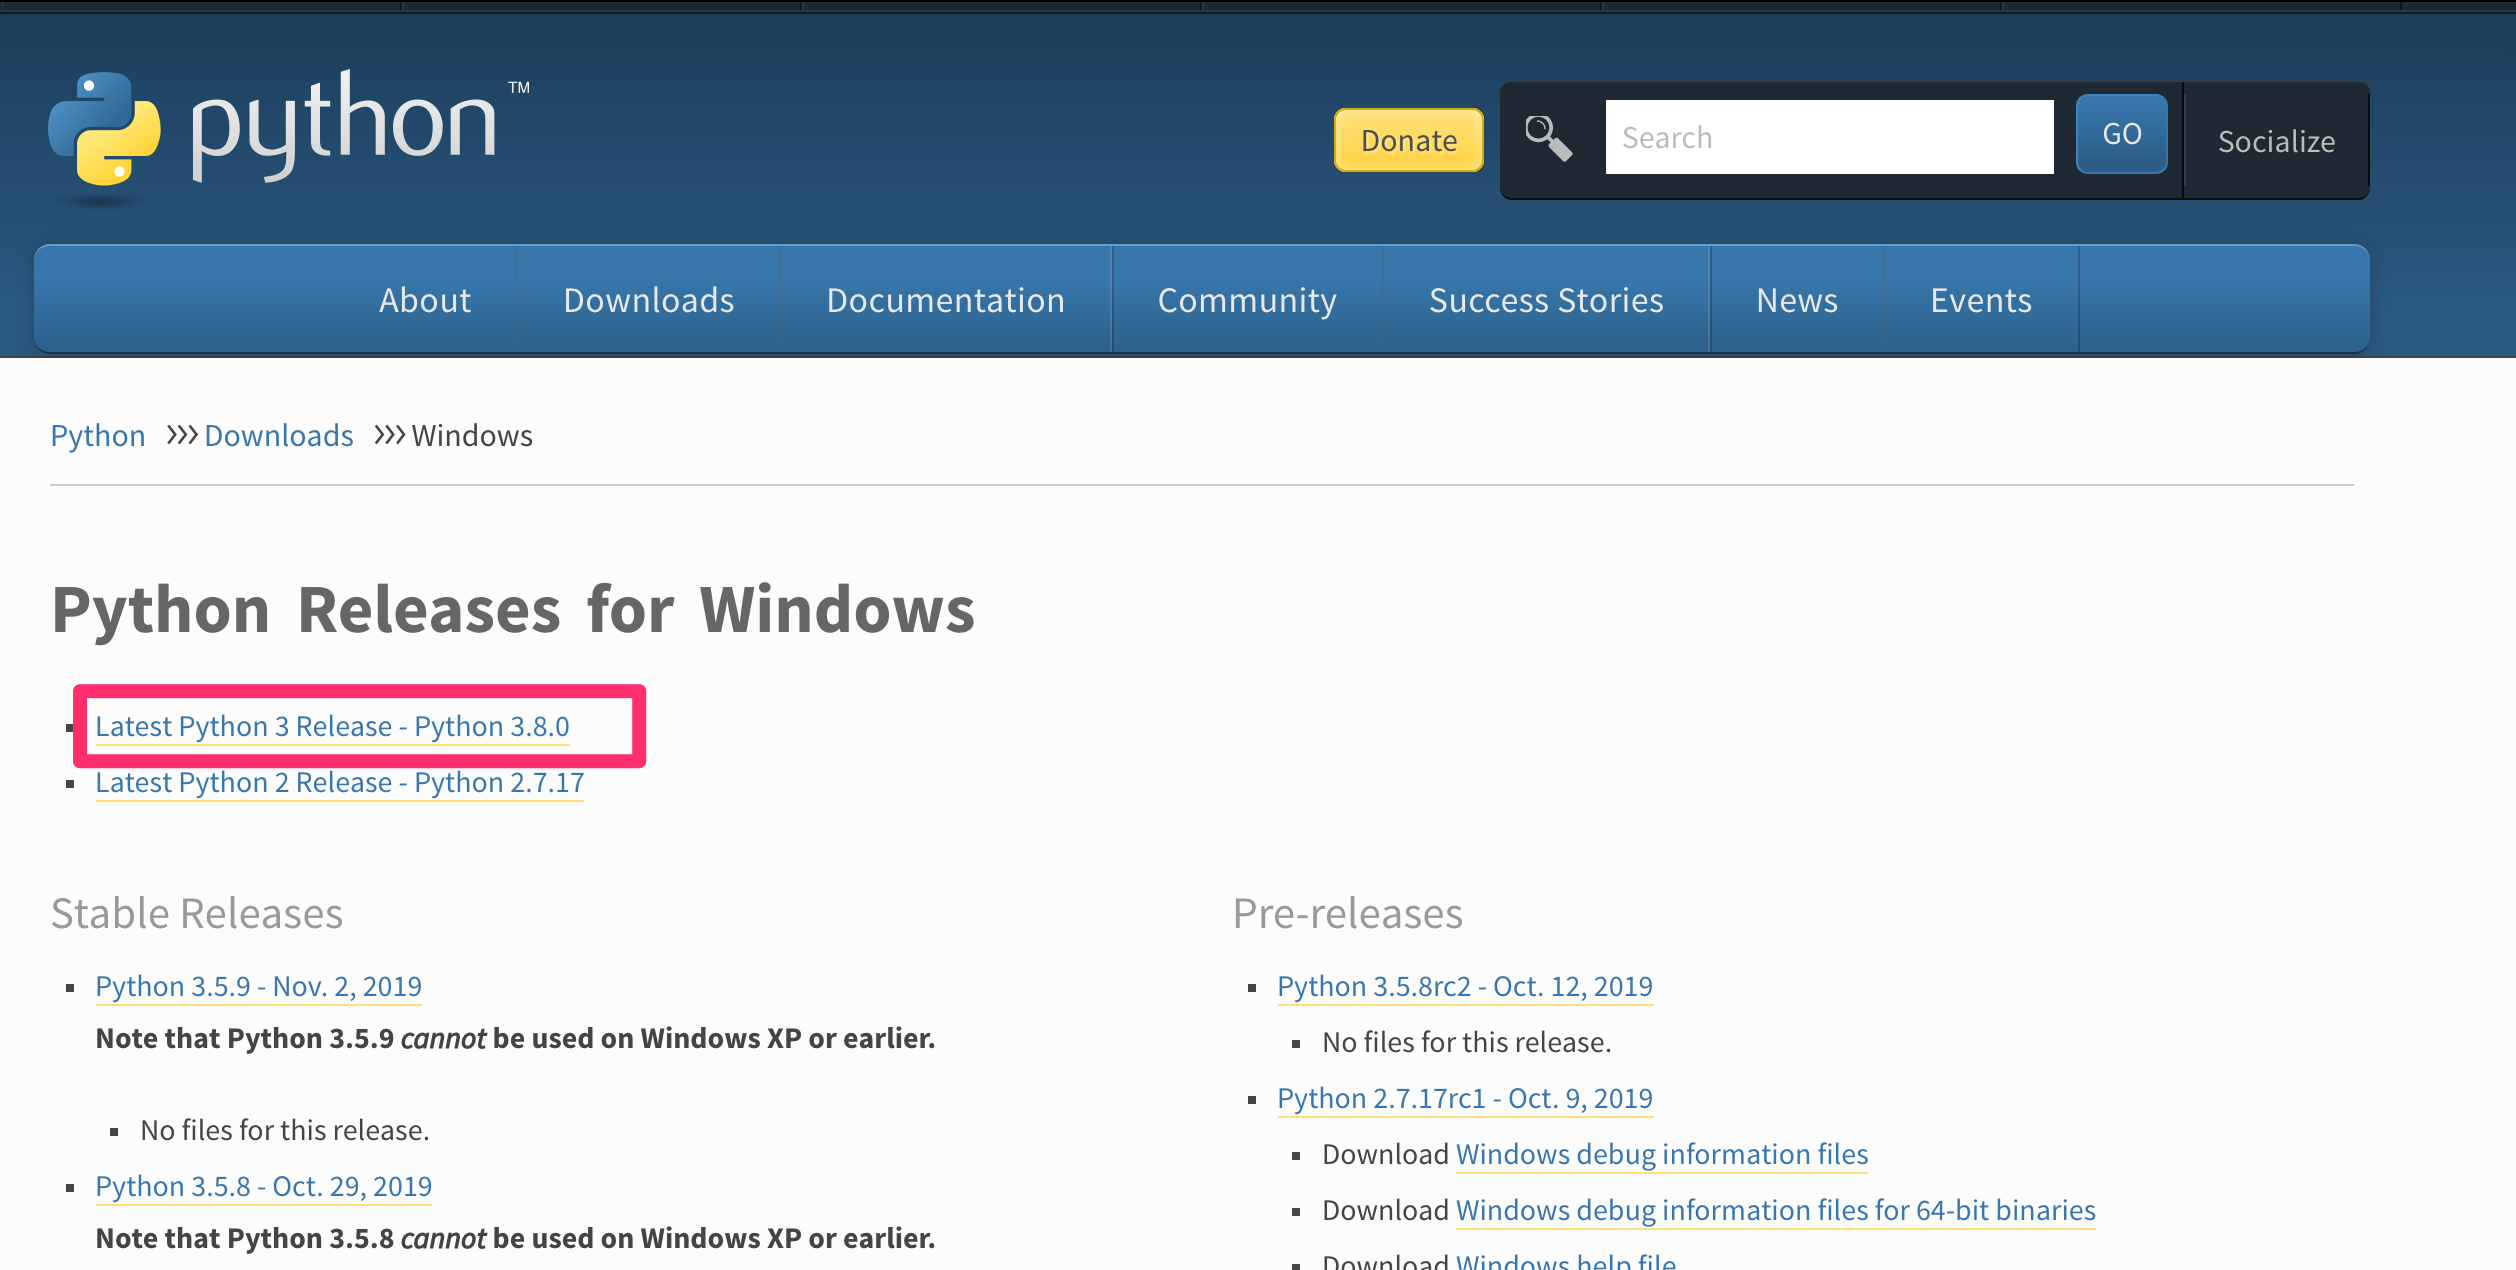 python™
Donate
Search
GO
Socialize
About
Downloads
Documentation
Community
Success Stories
News
Events
Python >>> Downloads >>> Windows
Python Releases for Windows
Latest Python 3 Release - Python 3.8.0
Latest Python 2 Release - Python 2.7.17
Stable Releases
Python 3.5.9 - Nov. 2, 2019
Note that Python 3.5.9 cannot be used on Windows XP or earlier.
No files for this release.
Python 3.5.8 - Oct. 29, 2019
Note that Python 3.5.8 cannot be used on Windows XP or earlier.
Pre-releases
Python 3.5.8rc2 - Oct. 12, 2019
No files for this release.
Python 2.7.17rc1 - Oct. 9, 2019
Download Windows debug information files
Download Windows debug information files for 64-bit binaries
Download Windows help file